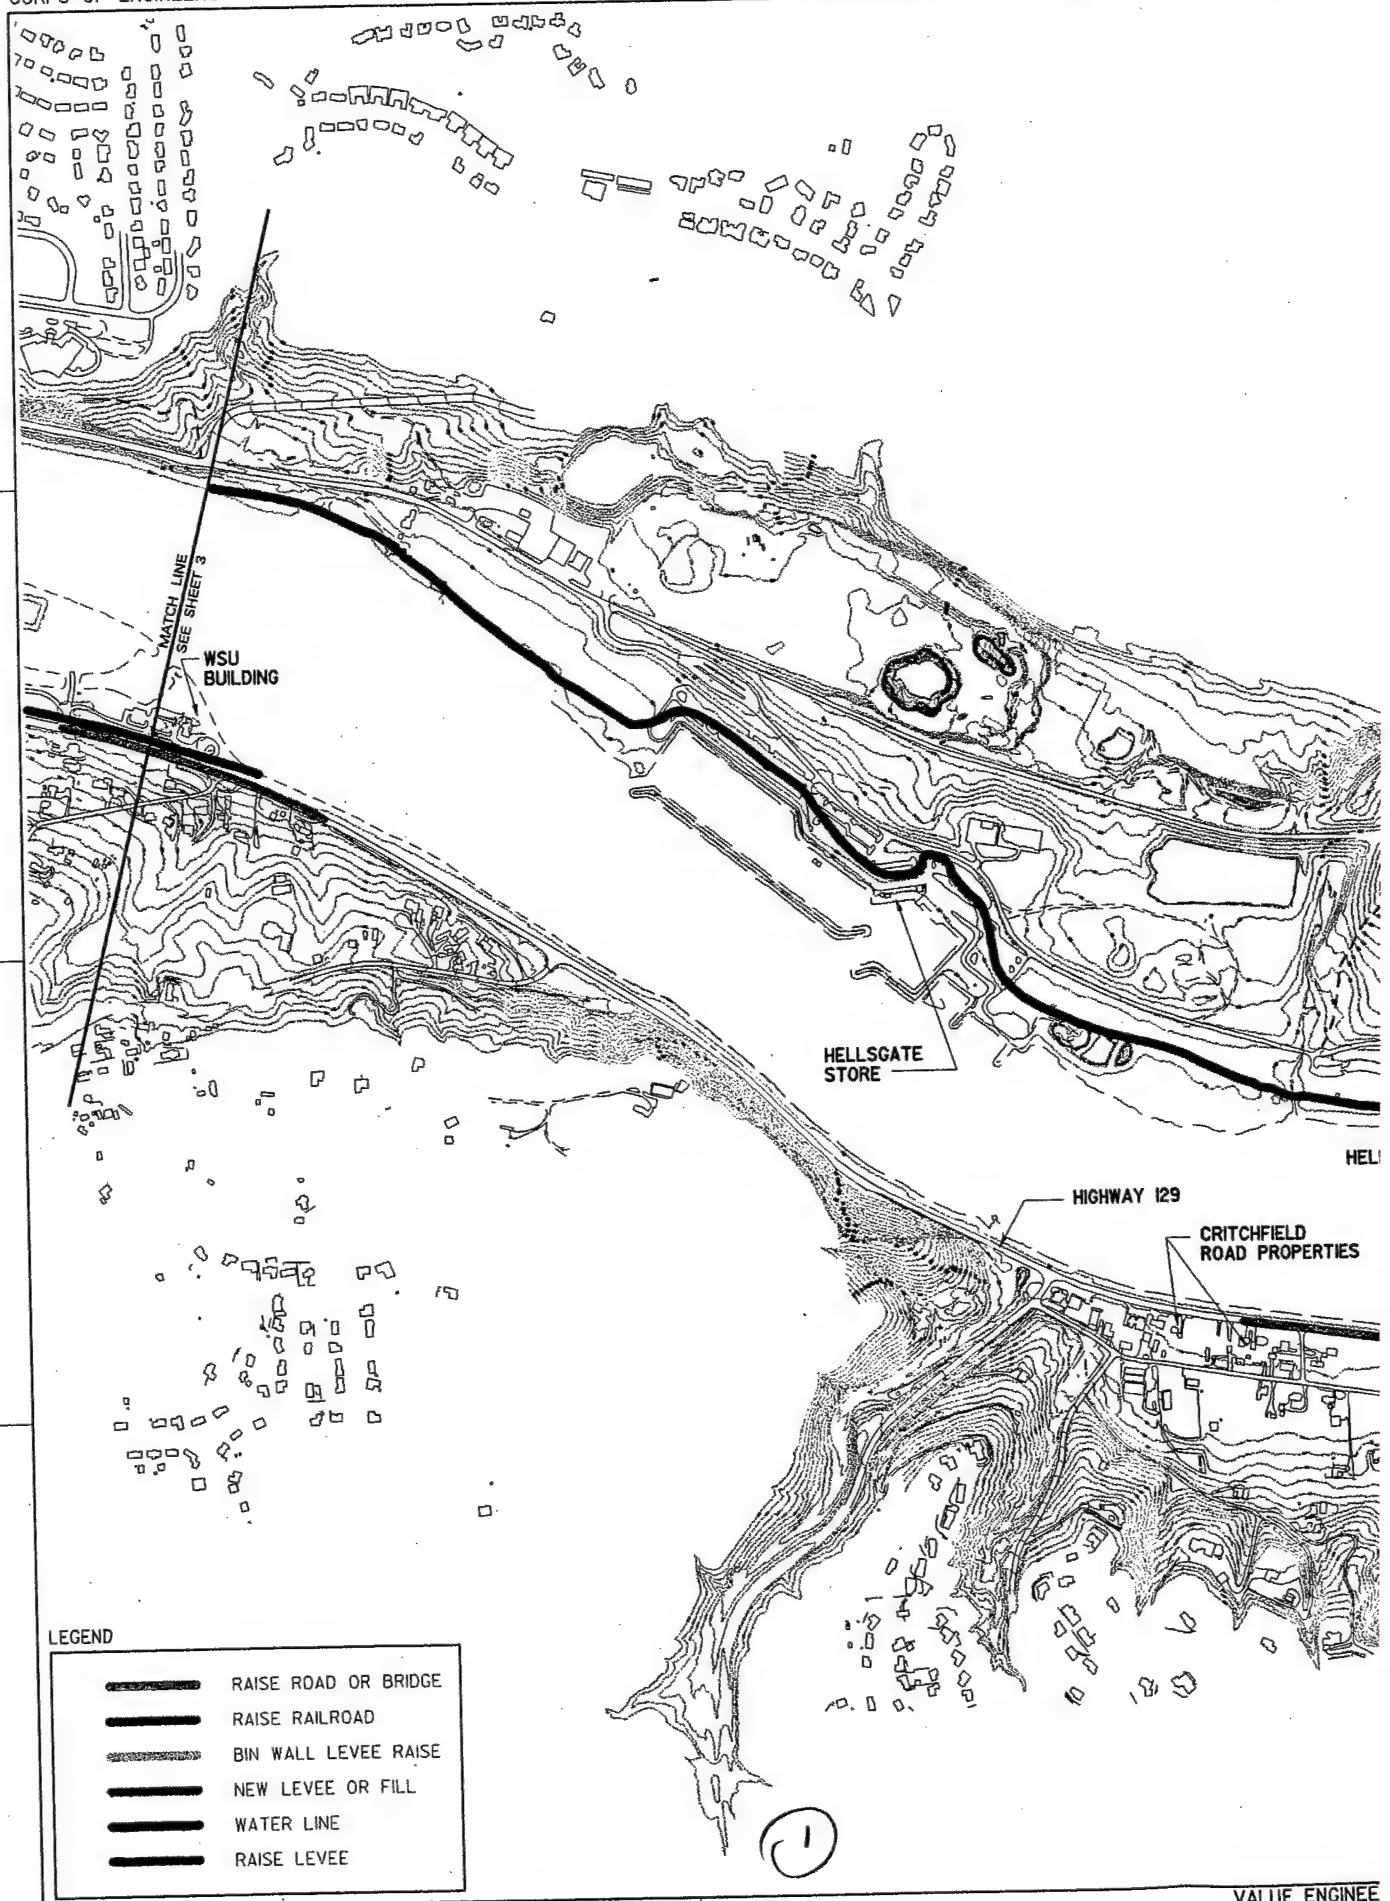 MATCH LINE
SEE SHEET 3
WSU
BUILDING
HELLSGATE
STORE
HEL
HIGHWAY 129
CRITCHFIELD
ROAD PROPERTIES
LEGEND
RAISE ROAD OR BRIDGE
RAISE RAILROAD
BIN WALL LEVEE RAISE
NEW LEVEE OR FILL
WATER LINE
RAISE LEVEE
1
VALUE ENGINEE